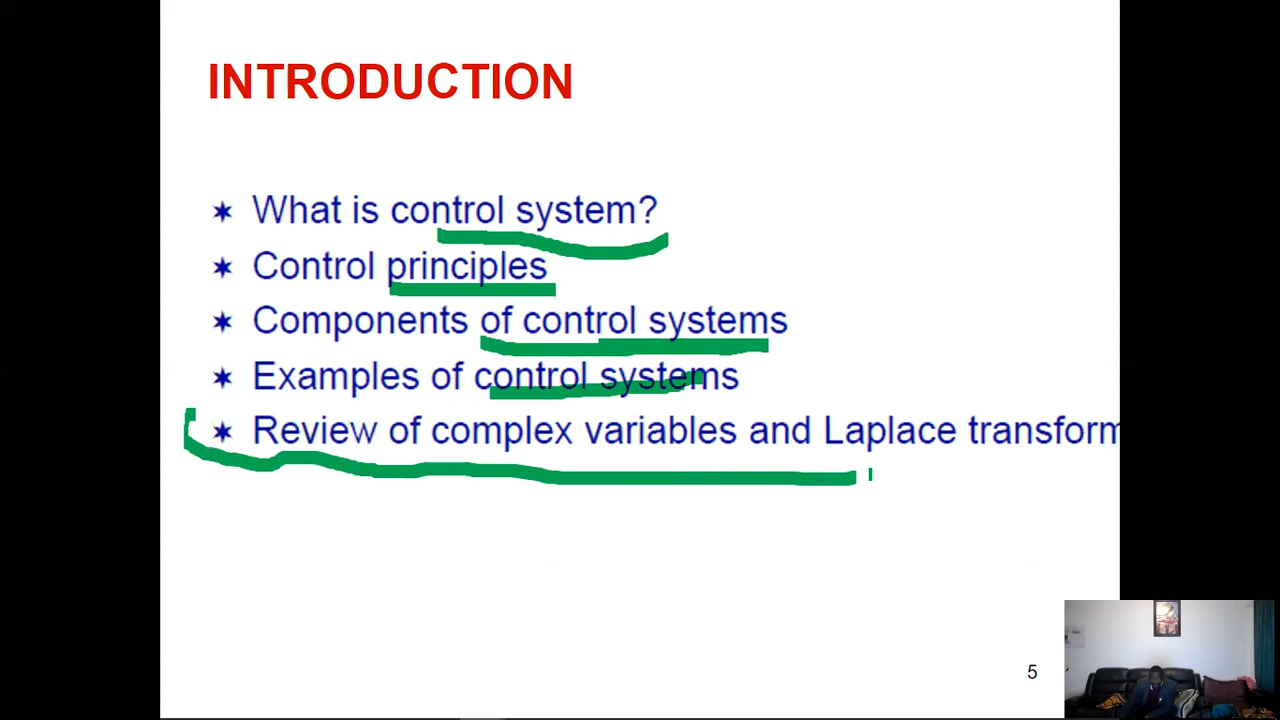 INTRODUCTION
✶ What is control system?
✶ Control principles
✶ Components of control systems
✶ Examples of control systems
✶ Review of complex variables and Laplace transform
5